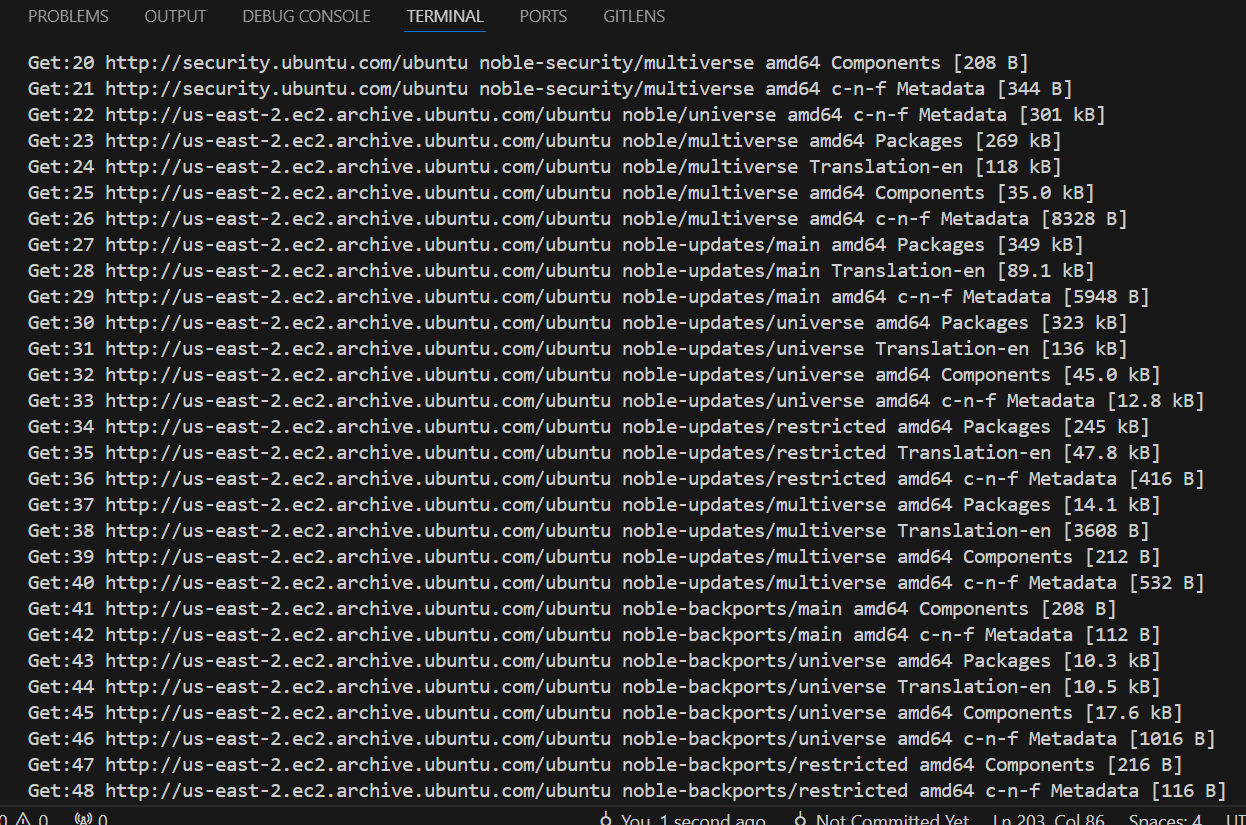 PROBLEMS OUTPUT DEBUG CONSOLE TERMINAL PORTS GITLENS
Get:20 http://security.ubuntu.com/ubuntu noble-security/multiverse amd64 Components [208 B]
Get:21 http://security.ubuntu.com/ubuntu noble-security/multiverse amd64 c-n-f Metadata [344 B]
Get:22 http://us-east-2.ec2.archive.ubuntu.com/ubuntu noble/universe amd64 c-n-f Metadata [301 kB]
Get:23 http://us-east-2.ec2.archive.ubuntu.com/ubuntu noble/multiverse amd64 Packages [269 kB]
Get:24 http://us-east-2.ec2.archive.ubuntu.com/ubuntu noble/multiverse Translation-en [118 kB]
Get:25 http://us-east-2.ec2.archive.ubuntu.com/ubuntu noble/multiverse amd64 Components [35.0 kB]
Get:26 http://us-east-2.ec2.archive.ubuntu.com/ubuntu noble/multiverse amd64 c-n-f Metadata [8328 B]
Get:27 http://us-east-2.ec2.archive.ubuntu.com/ubuntu noble-updates/main amd64 Packages [349 kB]
Get:28 http://us-east-2.ec2.archive.ubuntu.com/ubuntu noble-updates/main Translation-en [89.1 kB]
Get:29 http://us-east-2.ec2.archive.ubuntu.com/ubuntu noble-updates/main amd64 c-n-f Metadata [5948 B]
Get:30 http://us-east-2.ec2.archive.ubuntu.com/ubuntu noble-updates/universe amd64 Packages [323 kB]
Get:31 http://us-east-2.ec2.archive.ubuntu.com/ubuntu noble-updates/universe Translation-en [136 kB]
Get:32 http://us-east-2.ec2.archive.ubuntu.com/ubuntu noble-updates/universe amd64 Components [45.0 kB]
Get:33 http://us-east-2.ec2.archive.ubuntu.com/ubuntu noble-updates/universe amd64 c-n-f Metadata [12.8 kB]
Get:34 http://us-east-2.ec2.archive.ubuntu.com/ubuntu noble-updates/restricted amd64 Packages [245 kB]
Get:35 http://us-east-2.ec2.archive.ubuntu.com/ubuntu noble-updates/restricted Translation-en [47.8 kB]
Get:36 http://us-east-2.ec2.archive.ubuntu.com/ubuntu noble-updates/restricted amd64 c-n-f Metadata [416 B]
Get:37 http://us-east-2.ec2.archive.ubuntu.com/ubuntu noble-updates/multiverse amd64 Packages [14.1 kB]
Get:38 http://us-east-2.ec2.archive.ubuntu.com/ubuntu noble-updates/multiverse Translation-en [3608 B]
Get:39 http://us-east-2.ec2.archive.ubuntu.com/ubuntu noble-updates/multiverse amd64 Components [212 B]
Get:40 http://us-east-2.ec2.archive.ubuntu.com/ubuntu noble-updates/multiverse amd64 c-n-f Metadata [532 B]
Get:41 http://us-east-2.ec2.archive.ubuntu.com/ubuntu noble-backports/main amd64 Components [208 B]
Get:42 http://us-east-2.ec2.archive.ubuntu.com/ubuntu noble-backports/main amd64 c-n-f Metadata [112 B]
Get:43 http://us-east-2.ec2.archive.ubuntu.com/ubuntu noble-backports/universe amd64 Packages [10.3 kB]
Get:44 http://us-east-2.ec2.archive.ubuntu.com/ubuntu noble-backports/universe Translation-en [10.5 kB]
Get:45 http://us-east-2.ec2.archive.ubuntu.com/ubuntu noble-backports/universe amd64 Components [17.6 kB]
Get:46 http://us-east-2.ec2.archive.ubuntu.com/ubuntu noble-backports/universe amd64 c-n-f Metadata [1016 B]
Get:47 http://us-east-2.ec2.archive.ubuntu.com/ubuntu noble-backports/restricted amd64 Components [216 B]
Get:48 http://us-east-2.ec2.archive.ubuntu.com/ubuntu noble-backports/restricted amd64 c-n-f Metadata [116 B]
0 0 0 You, 1 second ago Not Committed Yet Ln 203, Col 86 Spaces: 4